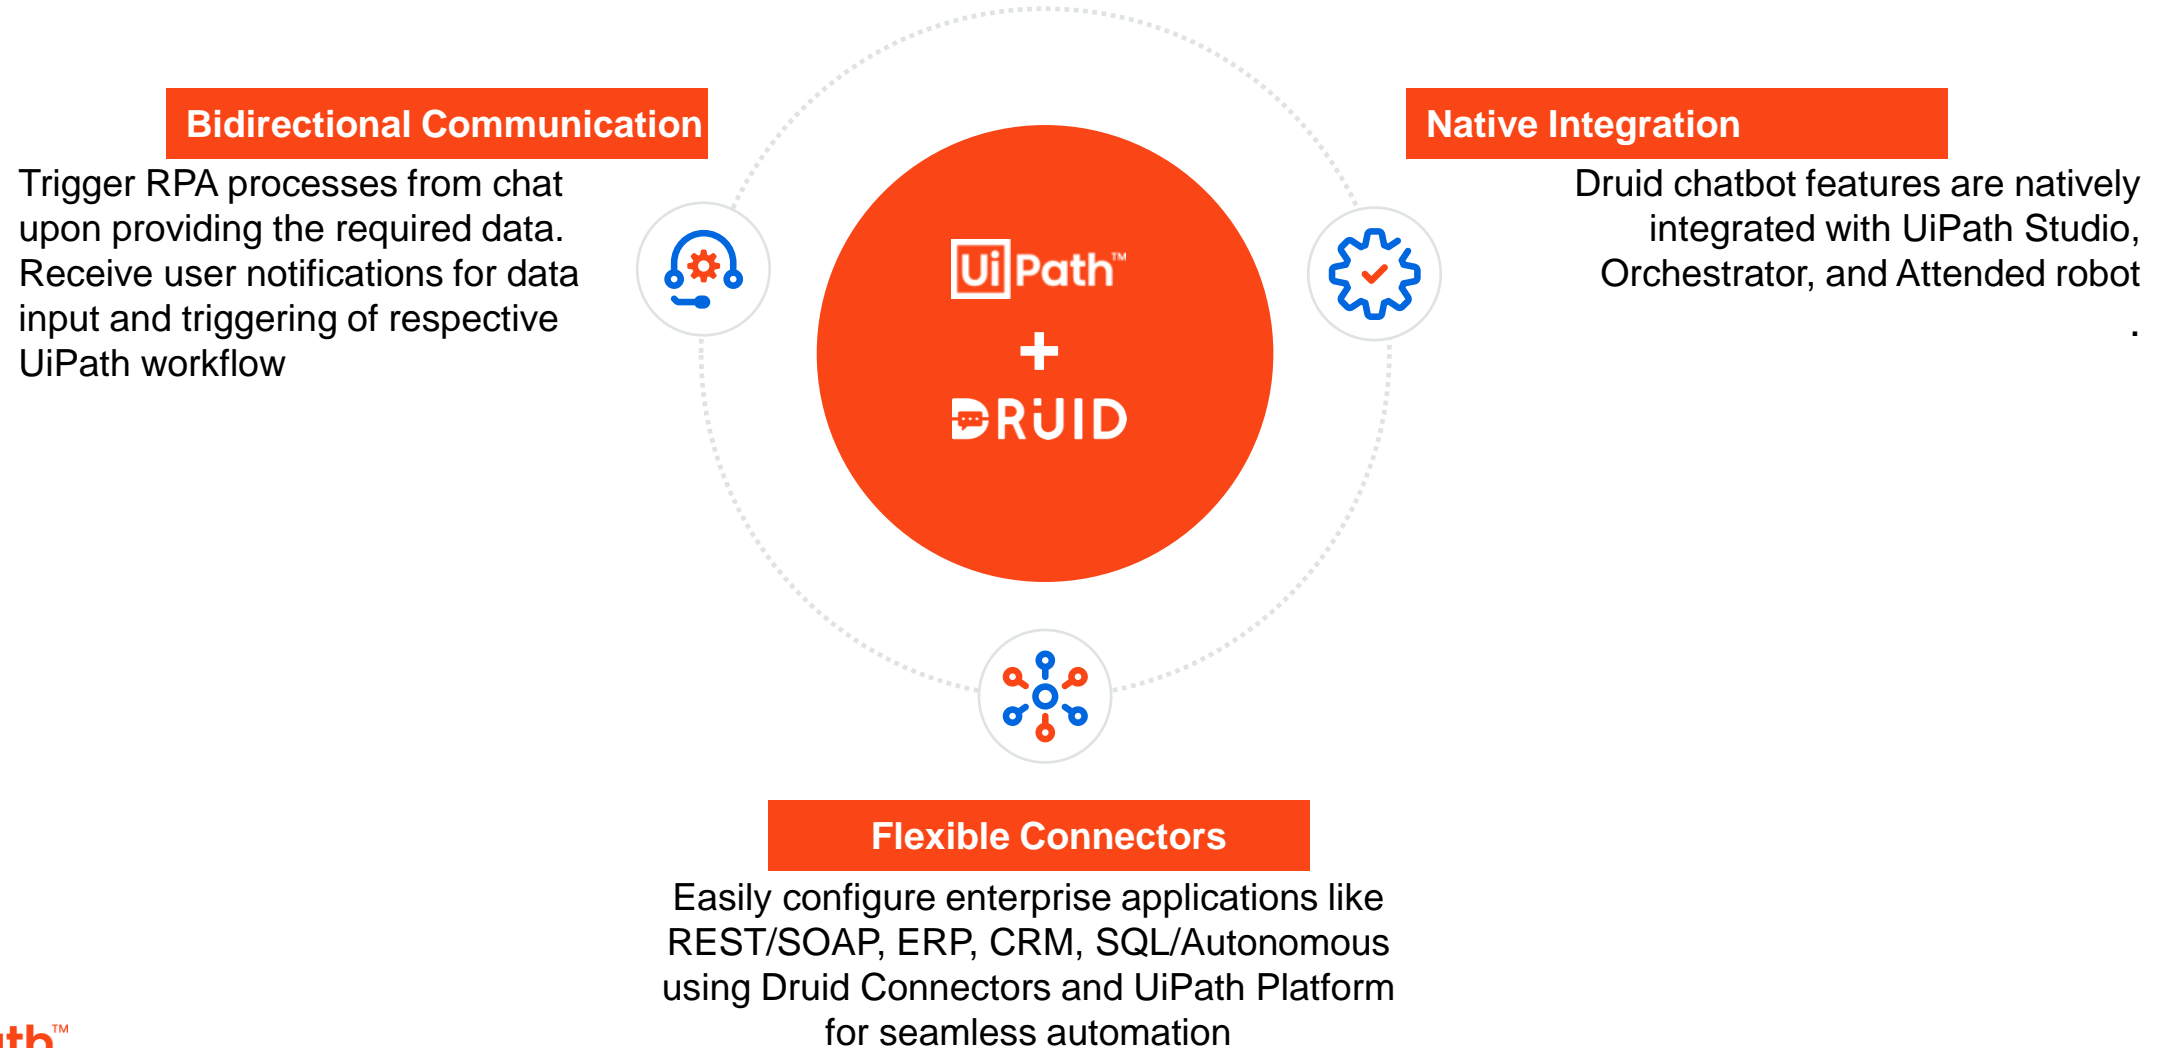 Bidirectional Communication
Trigger RPA processes from chat
upon providing the required data.
Receive user notifications for data
input and triggering of respective
UiPath workflow
UiPath™
+
DRUID
Native Integration
Druid chatbot features are natively
integrated with UiPath Studio,
Orchestrator, and Attended robot
.
Flexible Connectors
Easily configure enterprise applications like
REST/SOAP, ERP, CRM, SQL/Autonomous
using Druid Connectors and UiPath Platform
for seamless automation